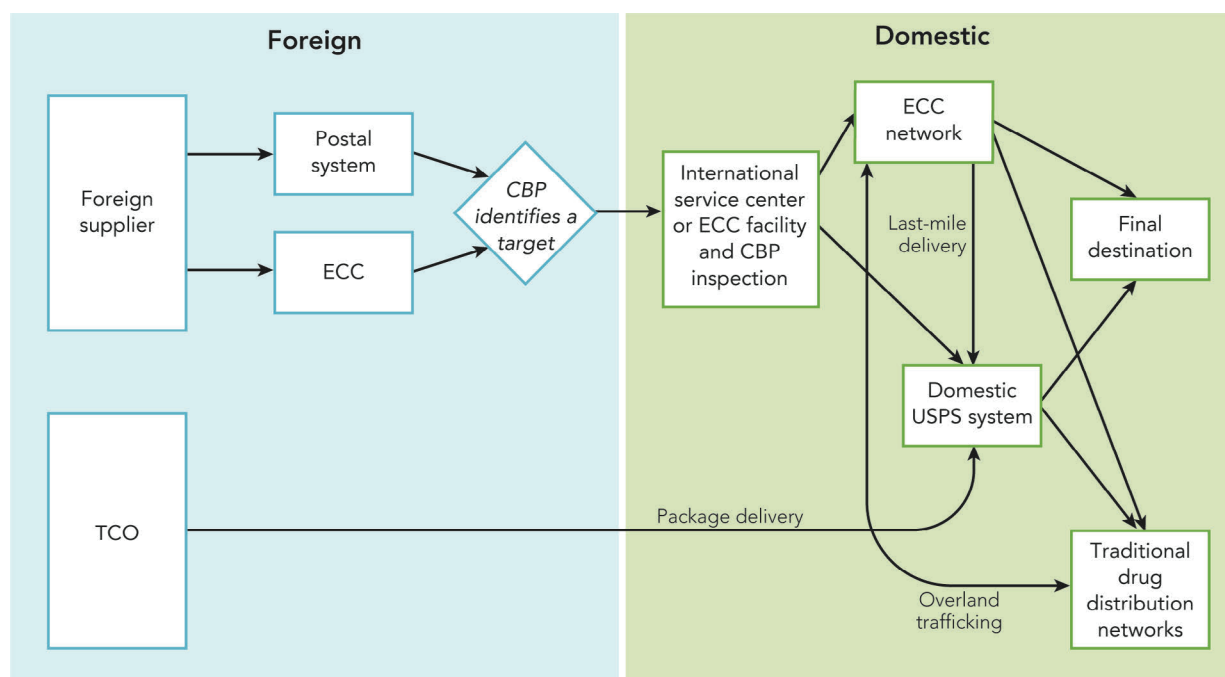 Foreign
Foreign
supplier
Postal
system
ECC
CBP
identifies a
target
TCO
Domestic
International
service center
or ECC facility
and CBP
inspection
ECC
network
Last-mile
delivery
Final
destination
Domestic
USPS system
Package delivery
Overland
trafficking
Traditional
drug
distribution
networks